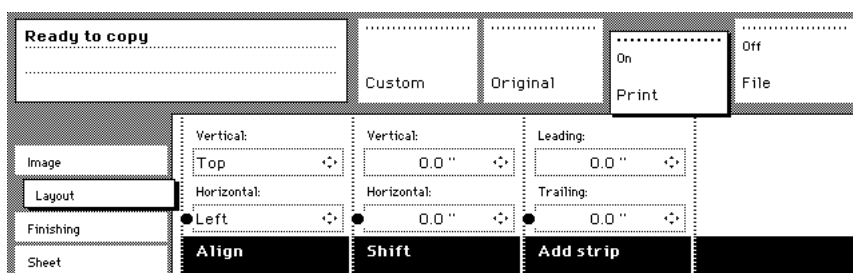 Ready to copy
Custom
Original
On
Print
Off
File
Image
Layout
Finishing
Sheet
Vertical:
Top
Horizontal:
Left
Align
Vertical:
0.0 "
Horizontal:
0.0 "
Shift
Leading:
0.0 "
Trailing:
0.0 "
Add strip